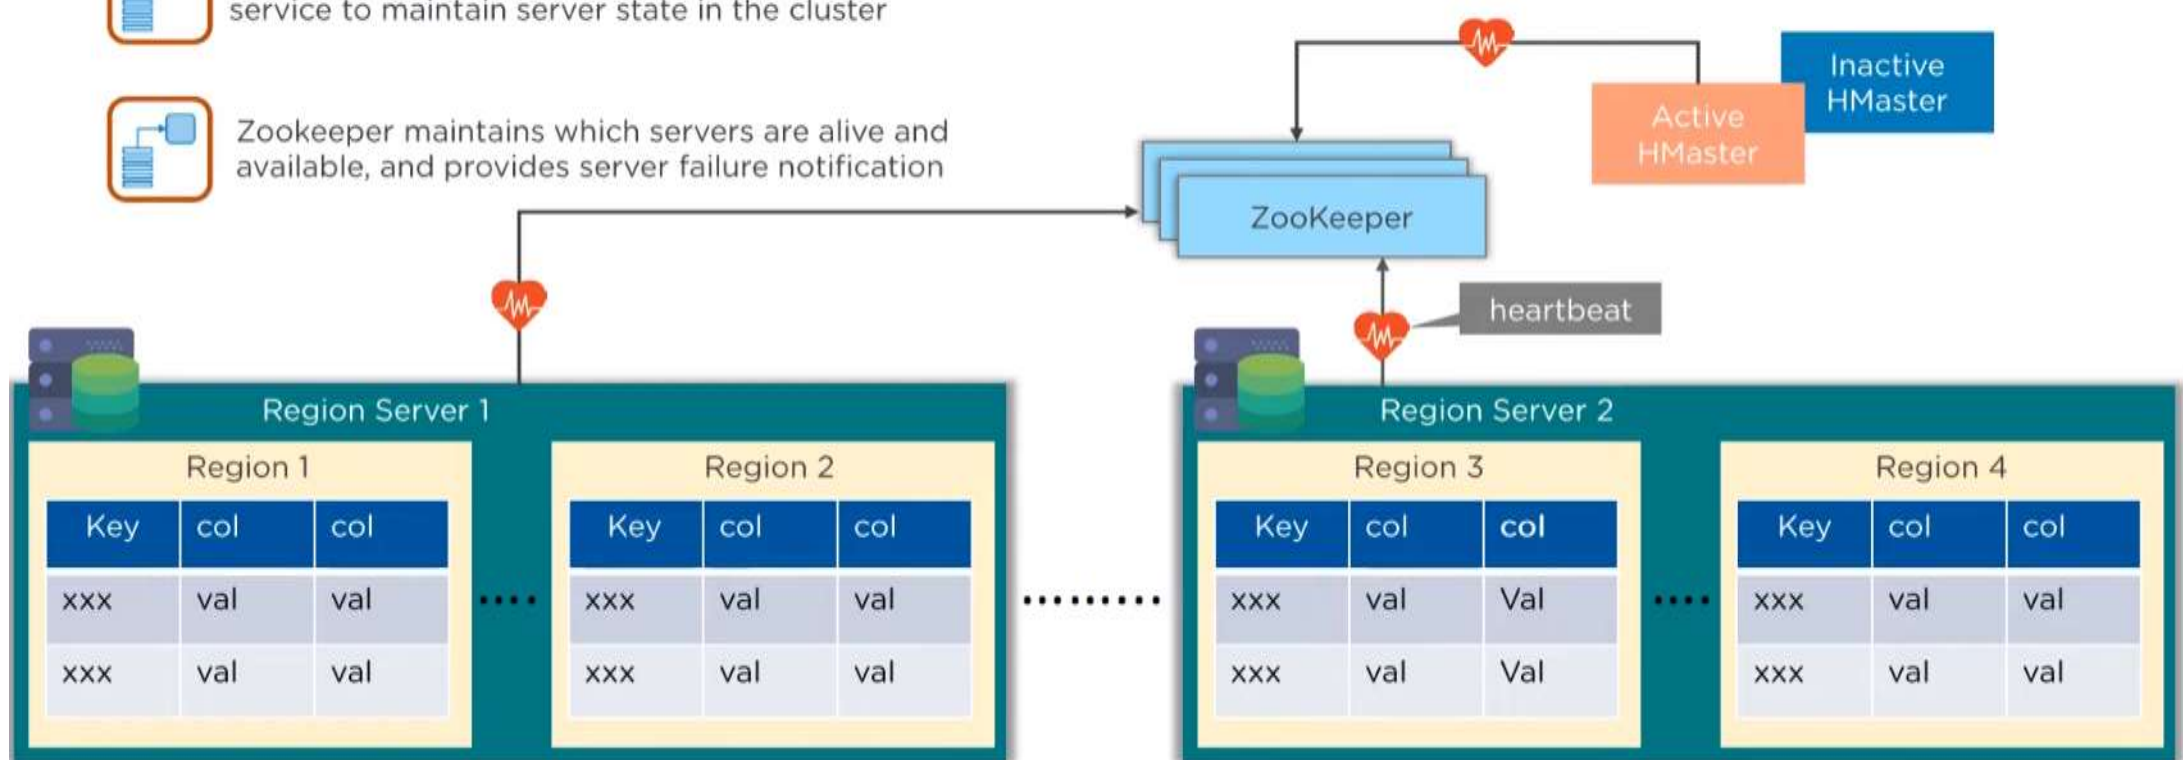 service to maintain server state in the cluster
Zookeeper maintains which servers are alive and
available, and provides server failure notification
Inactive
HMaster
Active
HMaster
ZooKeeper
heartbeat
Region Server 1
Region 1
Key col col
xxx val val
xxx val val
Region 2
Key col col
xxx val val
xxx val val
Region Server 2
Region 3
Key col col
xxx val Val
xxx val Val
Region 4
Key col col
xxx val val
xxx val val